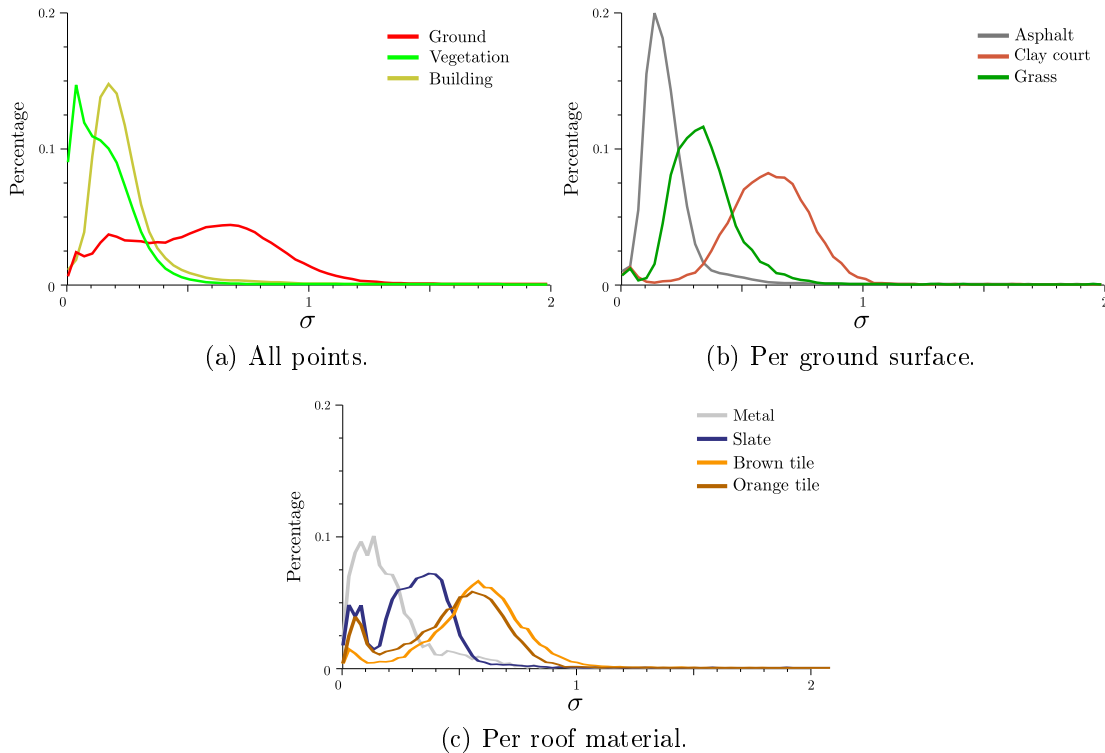 0.2
Ground
Vegetation
Building
Percentage
0.1
0
0
1
2
σ
(a) All points.
0.2
Asphalt
Clay court
Grass
Percentage
0.1
0
0
1
2
σ
(b) Per ground surface.
0.2
Metal
Slate
Brown tile
Orange tile
Percentage
0.1
0
0
1
2
σ
(c) Per roof material.